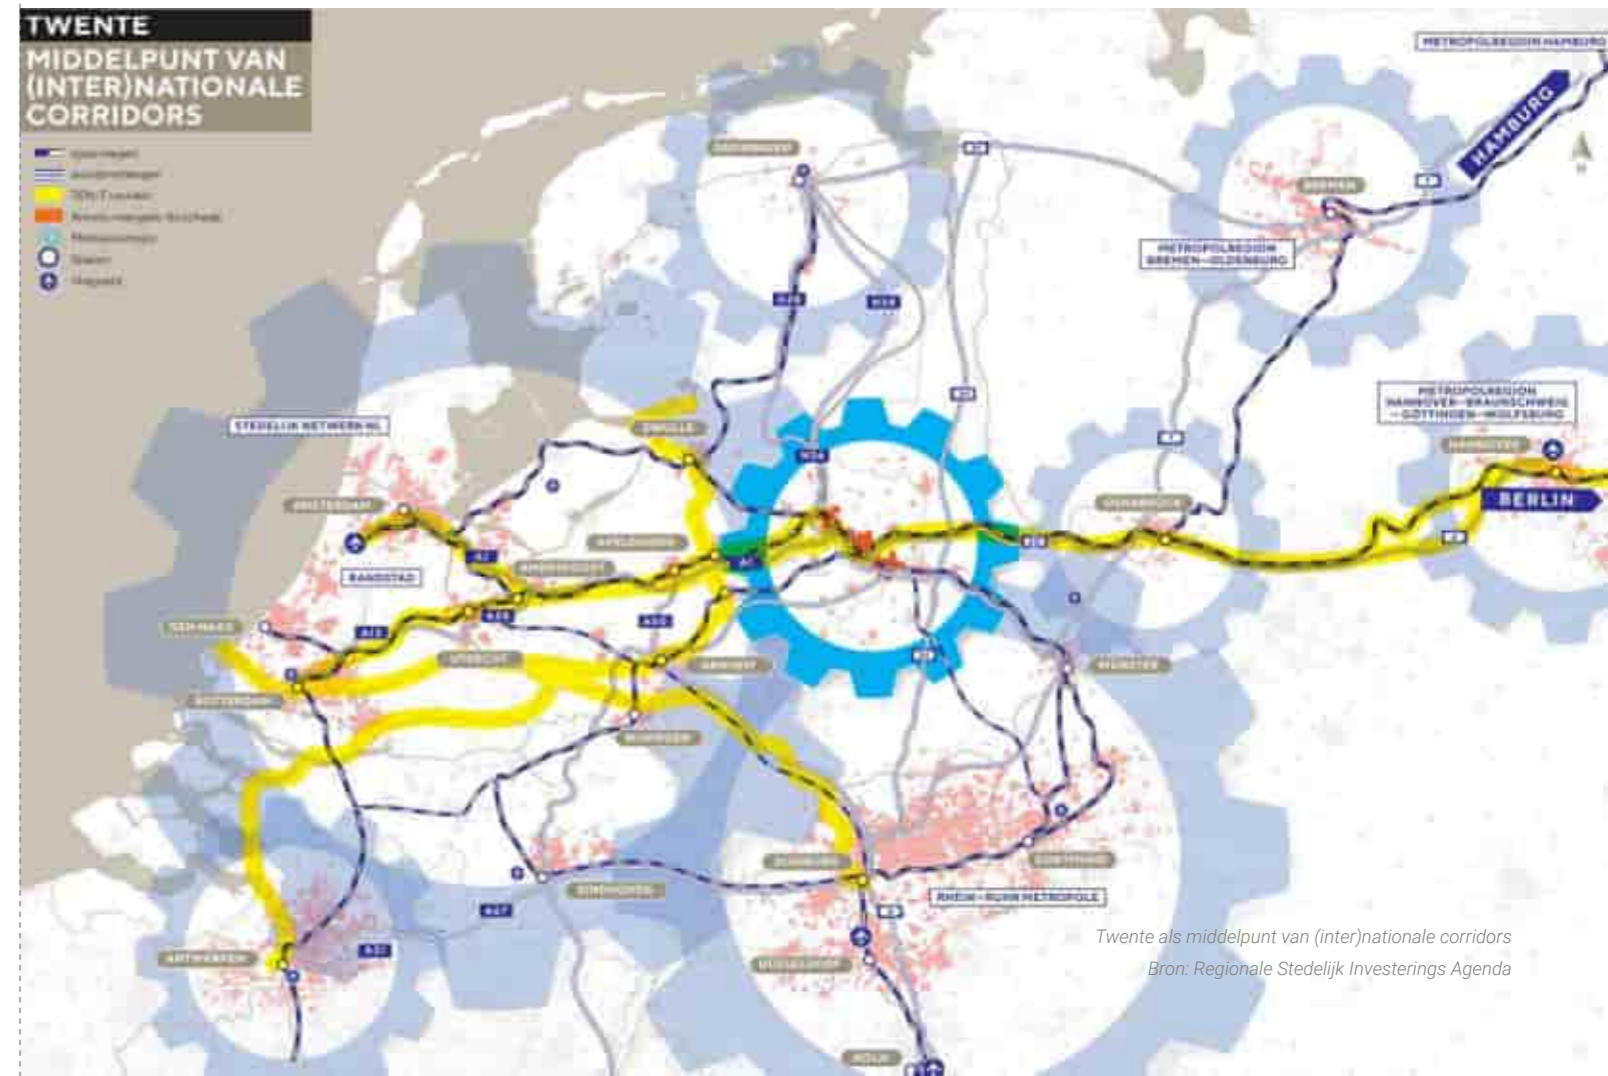 TWENTE
MIDDELPUNT VAN
(INTER)NATIONALE
CORRIDORS
METROPOLREGION HAMBURG
HAMBURG
BREMEN
METROPOLREGION
BREMEN-OLDENBURG
N34
STEDELIJK NETWERK NL
ZWOLLE
METROPOLREGION
HANNOVER-BRAUNSCHWEIG
-GÖTTINGEN-WOLFSBURG
HANNOVER
BERLIN
AMSTERDAM
OSNABRÜCK
APELDOORN
AMERSFOORT
A1
A1
RANDSTAD
DEN HAAG
A12
UTRECHT
ARNHEM
MÜNSTER
ROTTERDAM
NIJMEGEN
DUISBURG
DORTMUND
EINDHOVEN
RHEIN-RUHR METROPOLE
ANTWERPEN
DÜSSELDORF
KÖLN
Twente als middelpunt van (inter)nationale corridors
Bron: Regionale Stedelijk Investerings Agenda